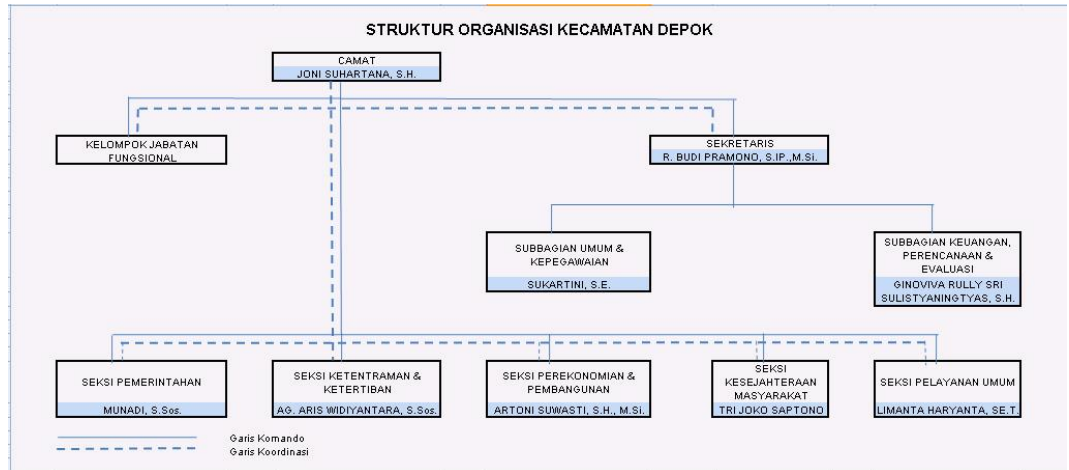 STRUKTUR ORGANISASI KECAMATAN DEPOK
CAMAT
JONI SUHARTANA, S.H.
KELOMPOK JABATAN
FUNGSIONAL
SEKRETARIS
R. BUDI PRAMONO, S.IP.,M.Si.
SUBBAGIAN UMUM &
KEPEGAWAIAN
SUKARTINI, S.E.
SUBBAGIAN KEUANGAN,
PERENCANAAN &
EVALUASI
GINOVIVA RULLY SRI
SULISTYANINGTYAS, S.H.
SEKSI PEMERINTAHAN
MUNADI, S.Sos.
SEKSI KETENTRAMAN &
KETERTIBAN
AG. ARIS WIDIYANTARA, S.Sos.
SEKSI PEREKONOMIAN &
PEMBANGUNAN
ARTONI SUWASTI, S.H., M.Si.
SEKSI
KESEJAHTERAAN
MASYARAKAT
TRI JOKO SAPTONO
SEKSI PELAYANAN UMUM
LIMANTA HARYANTA, SE.T.
Garis Komando
Garis Koordinasi